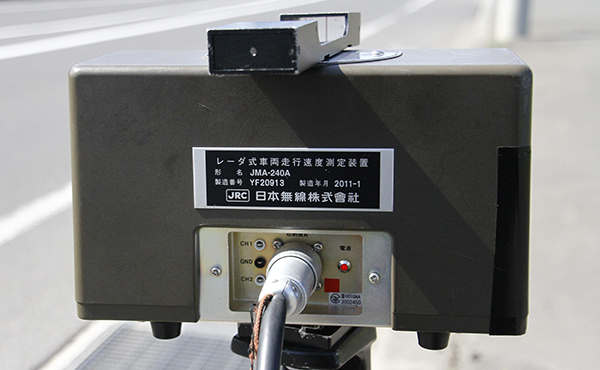 レーダ式車両走行速度測定装置
形 名 JMA-240A
製造番号 YF20913 製造年月 2011-1
JRC 日本無線株式會社
CH1
GND
CH2
電源